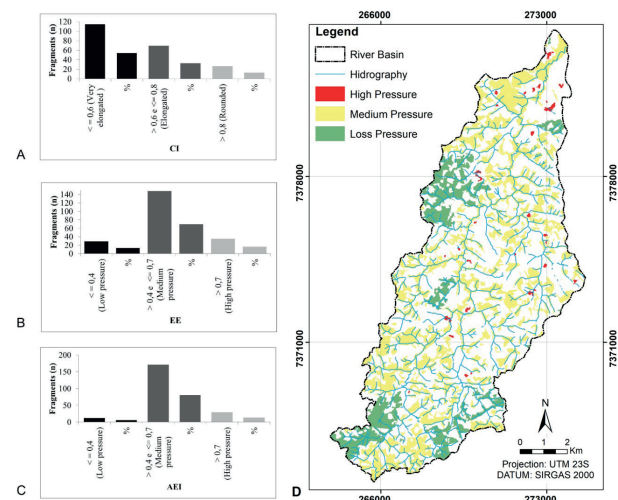 Fragments (n)
120
100
80
60
40
20
0
< = 0,6 (Very
elongated )
%
> 0,6 e <= 0,8
(Elongated)
%
> 0,8 (Rounded)
%
CI
A
Fragments (n)
140
120
100
80
60
40
20
0
< = 0,4
(Low pressure)
%
> 0,4 e <= 0,7
(Medium
pressure)
%
> 0,7
(High pressure)
%
EE
B
Fragments (n)
200
150
100
50
0
< = 0,4
(Low pressure)
%
> 0,4 e <= 0,7
(Medium
pressure)
%
> 0,7
(High pressure)
%
AEI
C
266000
273000
Legend
River Basin
Hidrography
High Pressure
Medium Pressure
Loss Pressure
7378000
7378000
7371000
7371000
N
0 1 2
Km
Projection: UTM 23S
DATUM: SIRGAS 2000
D
266000
273000